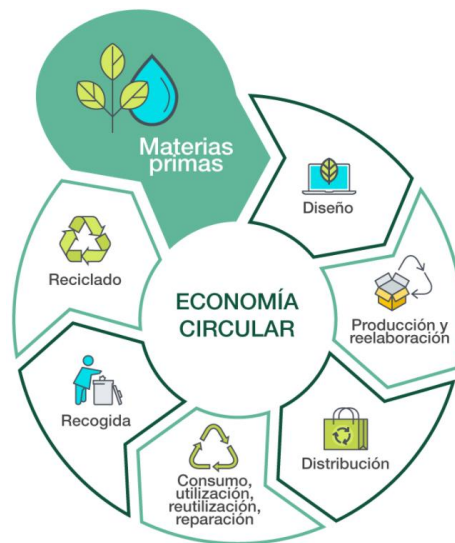 Materias
primas
Diseño
Producción y
reelaboración
Distribución
Consumo,
utilización,
reutilización,
reparación
Recogida
Reciclado
ECONOMÍA
CIRCULAR